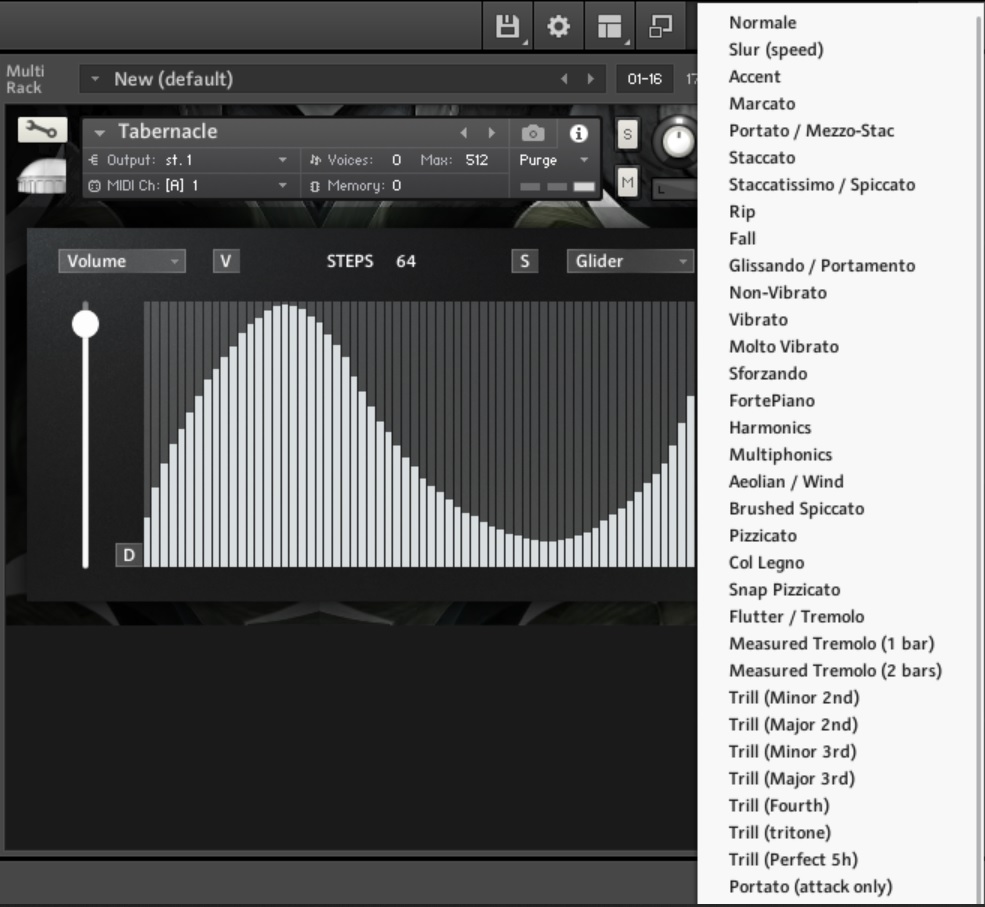 Multi
Rack
New (default)
01-16
17
Tabernacle
Output: st.1
Voices: 0 Max: 512
Purge
MIDI Ch: [A] 1
Memory: 0
S
M
L
Volume
V
STEPS 64
S
Glider
D
Normale
Slur (speed)
Accent
Marcato
Portato / Mezzo-Stac
Staccato
Staccatissimo / Spiccato
Rip
Fall
Glissando / Portamento
Non-Vibrato
Vibrato
Molto Vibrato
Sforzando
FortePiano
Harmonics
Multiphonics
Aeolian / Wind
Brushed Spiccato
Pizzicato
Col Legno
Snap Pizzicato
Flutter / Tremolo
Measured Tremolo (1 bar)
Measured Tremolo (2 bars)
Trill (Minor 2nd)
Trill (Major 2nd)
Trill (Minor 3rd)
Trill (Major 3rd)
Trill (Fourth)
Trill (tritone)
Trill (Perfect 5h)
Portato (attack only)